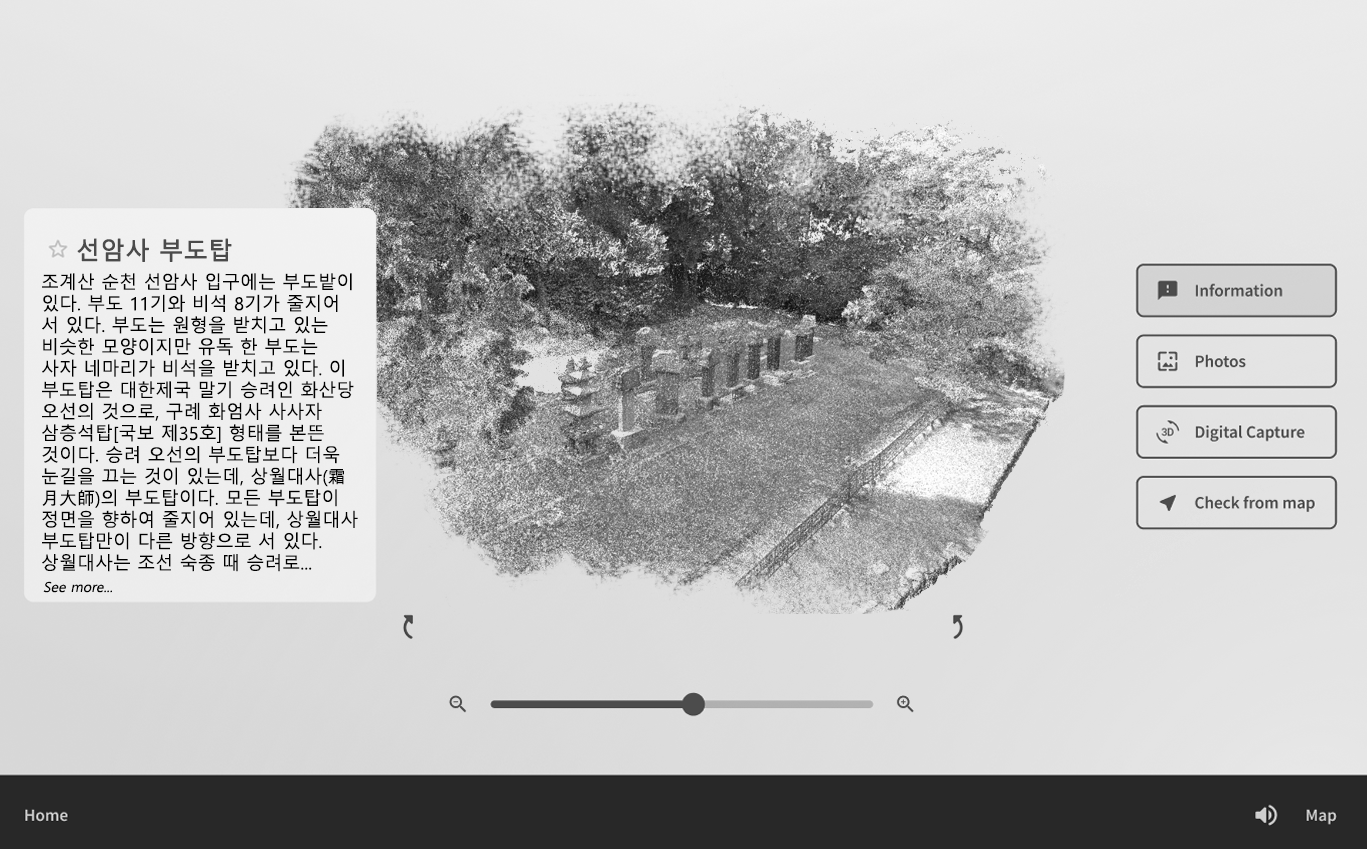 선암사 부도탑
조계산 순천 선암사 입구에는 부도밭이
있다. 부도 11기와 비석 8기가 줄지어
서 있다. 부도는 원형을 받치고 있는
비슷한 모양이지만 유독 한 부도는
사자 네마리가 비석을 받치고 있다. 이
부도탑은 대한제국 말기 승려인 화산당
오선의 것으로, 구례 화엄사 사사자
삼층석탑[국보 제35호] 형태를 본뜬
것이다. 승려 오선의 부도탑보다 더욱
눈길을 끄는 것이 있는데, 상월대사(霜
月大師)의 부도탑이다. 모든 부도탑이
정면을 향하여 줄지어 있는데, 상월대사
부도탑만이 다른 방향으로 서 있다.
상월대사는 조선 숙종 때 승려로...
See more...
Information
Photos
3D
Digital Capture
Check from map
Home
Map